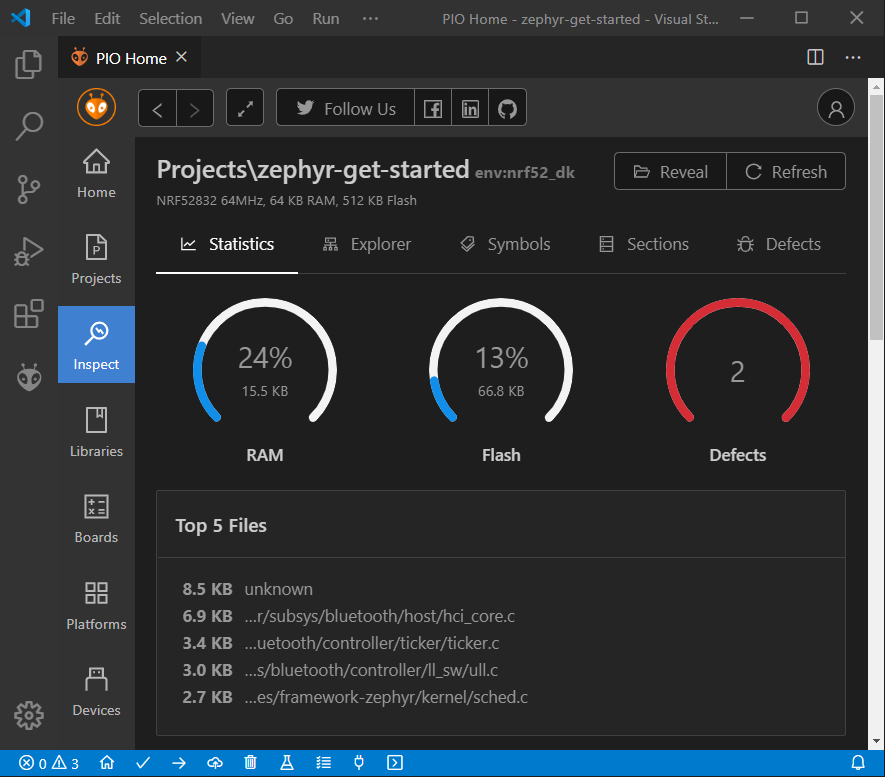 File Edit Selection View Go Run ··· PIO Home - zephyr-get-started - Visual St...
PIO Home
Follow Us
Home
Projects
Inspect
Libraries
Boards
Platforms
Devices
Projects\zephyr-get-started env:nrf52_dk
Reveal Refresh
NRF52832 64MHz, 64 KB RAM, 512 KB Flash
Statistics Explorer Symbols Sections Defects
24% 13% 2
15.5 KB 66.8 KB
RAM Flash Defects
Top 5 Files
8.5 KB unknown
6.9 KB ...r/subsys/bluetooth/host/hci_core.c
3.4 KB ...uetooth/controller/ticker/ticker.c
3.0 KB ...s/bluetooth/controller/ll_sw/ull.c
2.7 KB ...es/framework-zephyr/kernel/sched.c
0 3